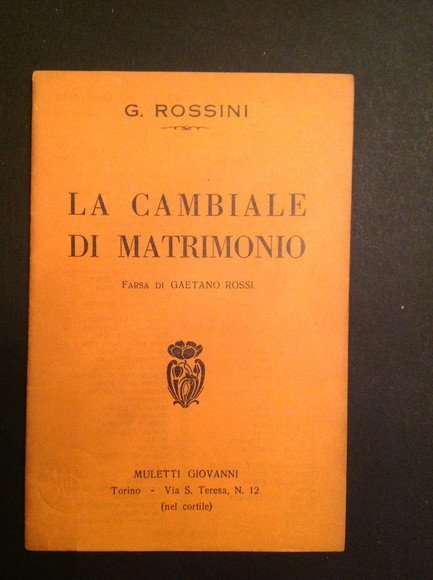 G. ROSSINI
LA CAMBIALE
DI MATRIMONIO
FARSA DI GAETANO ROSSI
MULETTI GIOVANNI
Torino - Via S. Teresa, N. 12
(nel cortile)